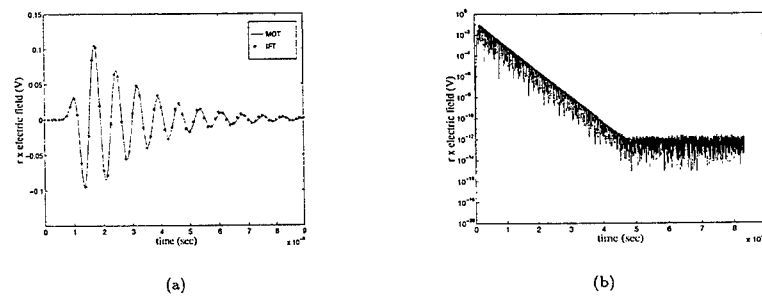 0.15
0.1
0.05
0
-0.05
-0.1
r x electric field (V)
MOT
IFT
0 1 2 3 4 5 6 7 8 9
time (sec)
(a)
r x electric field (V)
0 1 2 3 4 5 6 7 8
time (sec)
(b)